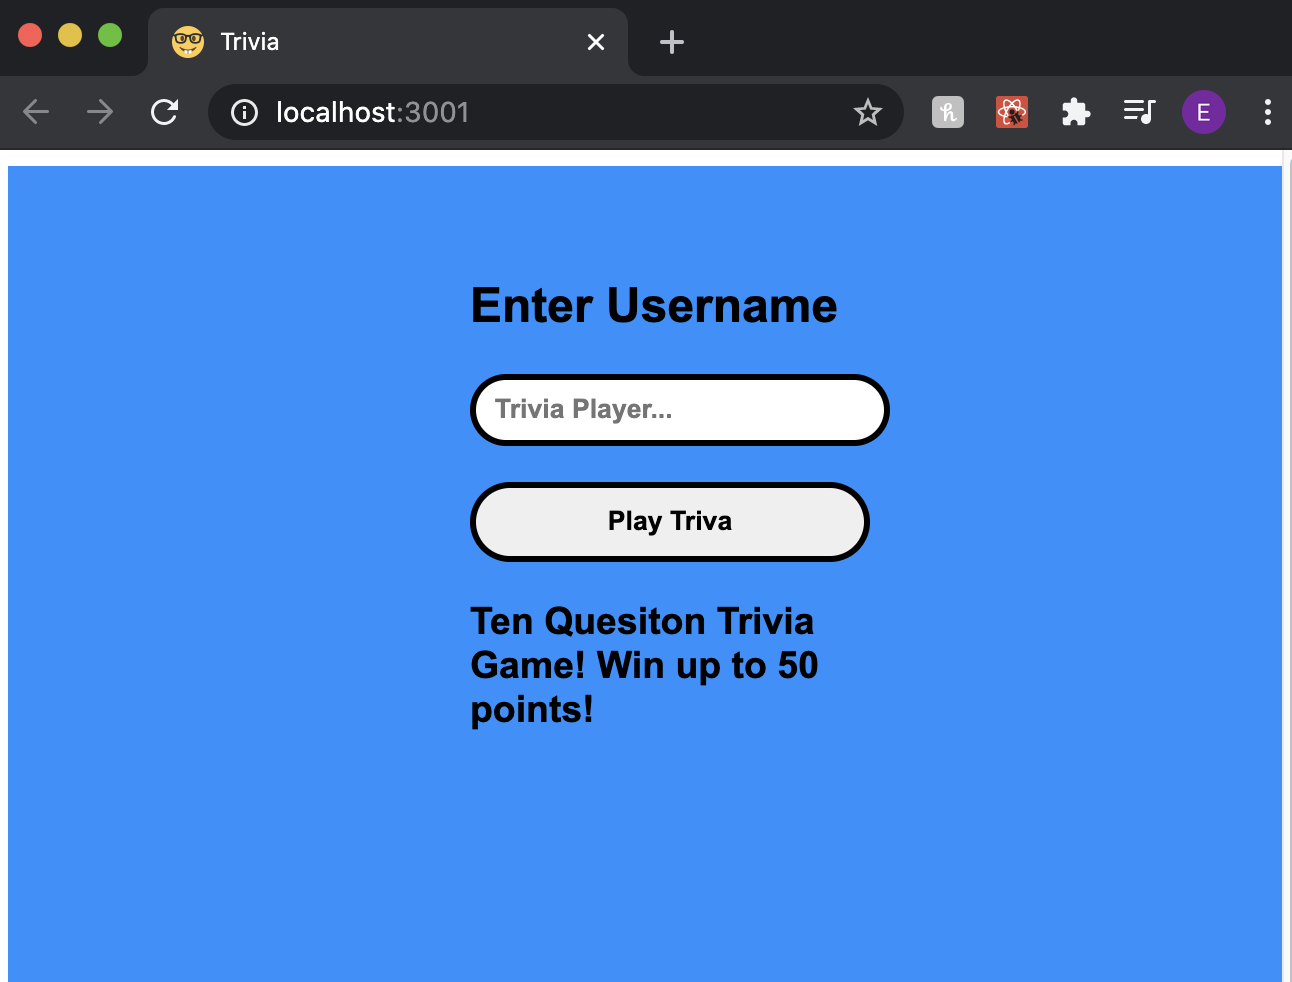 Trivia
localhost:3001
E
Enter Username
Trivia Player...
Play Triva
Ten Quesiton Trivia
Game! Win up to 50
points!